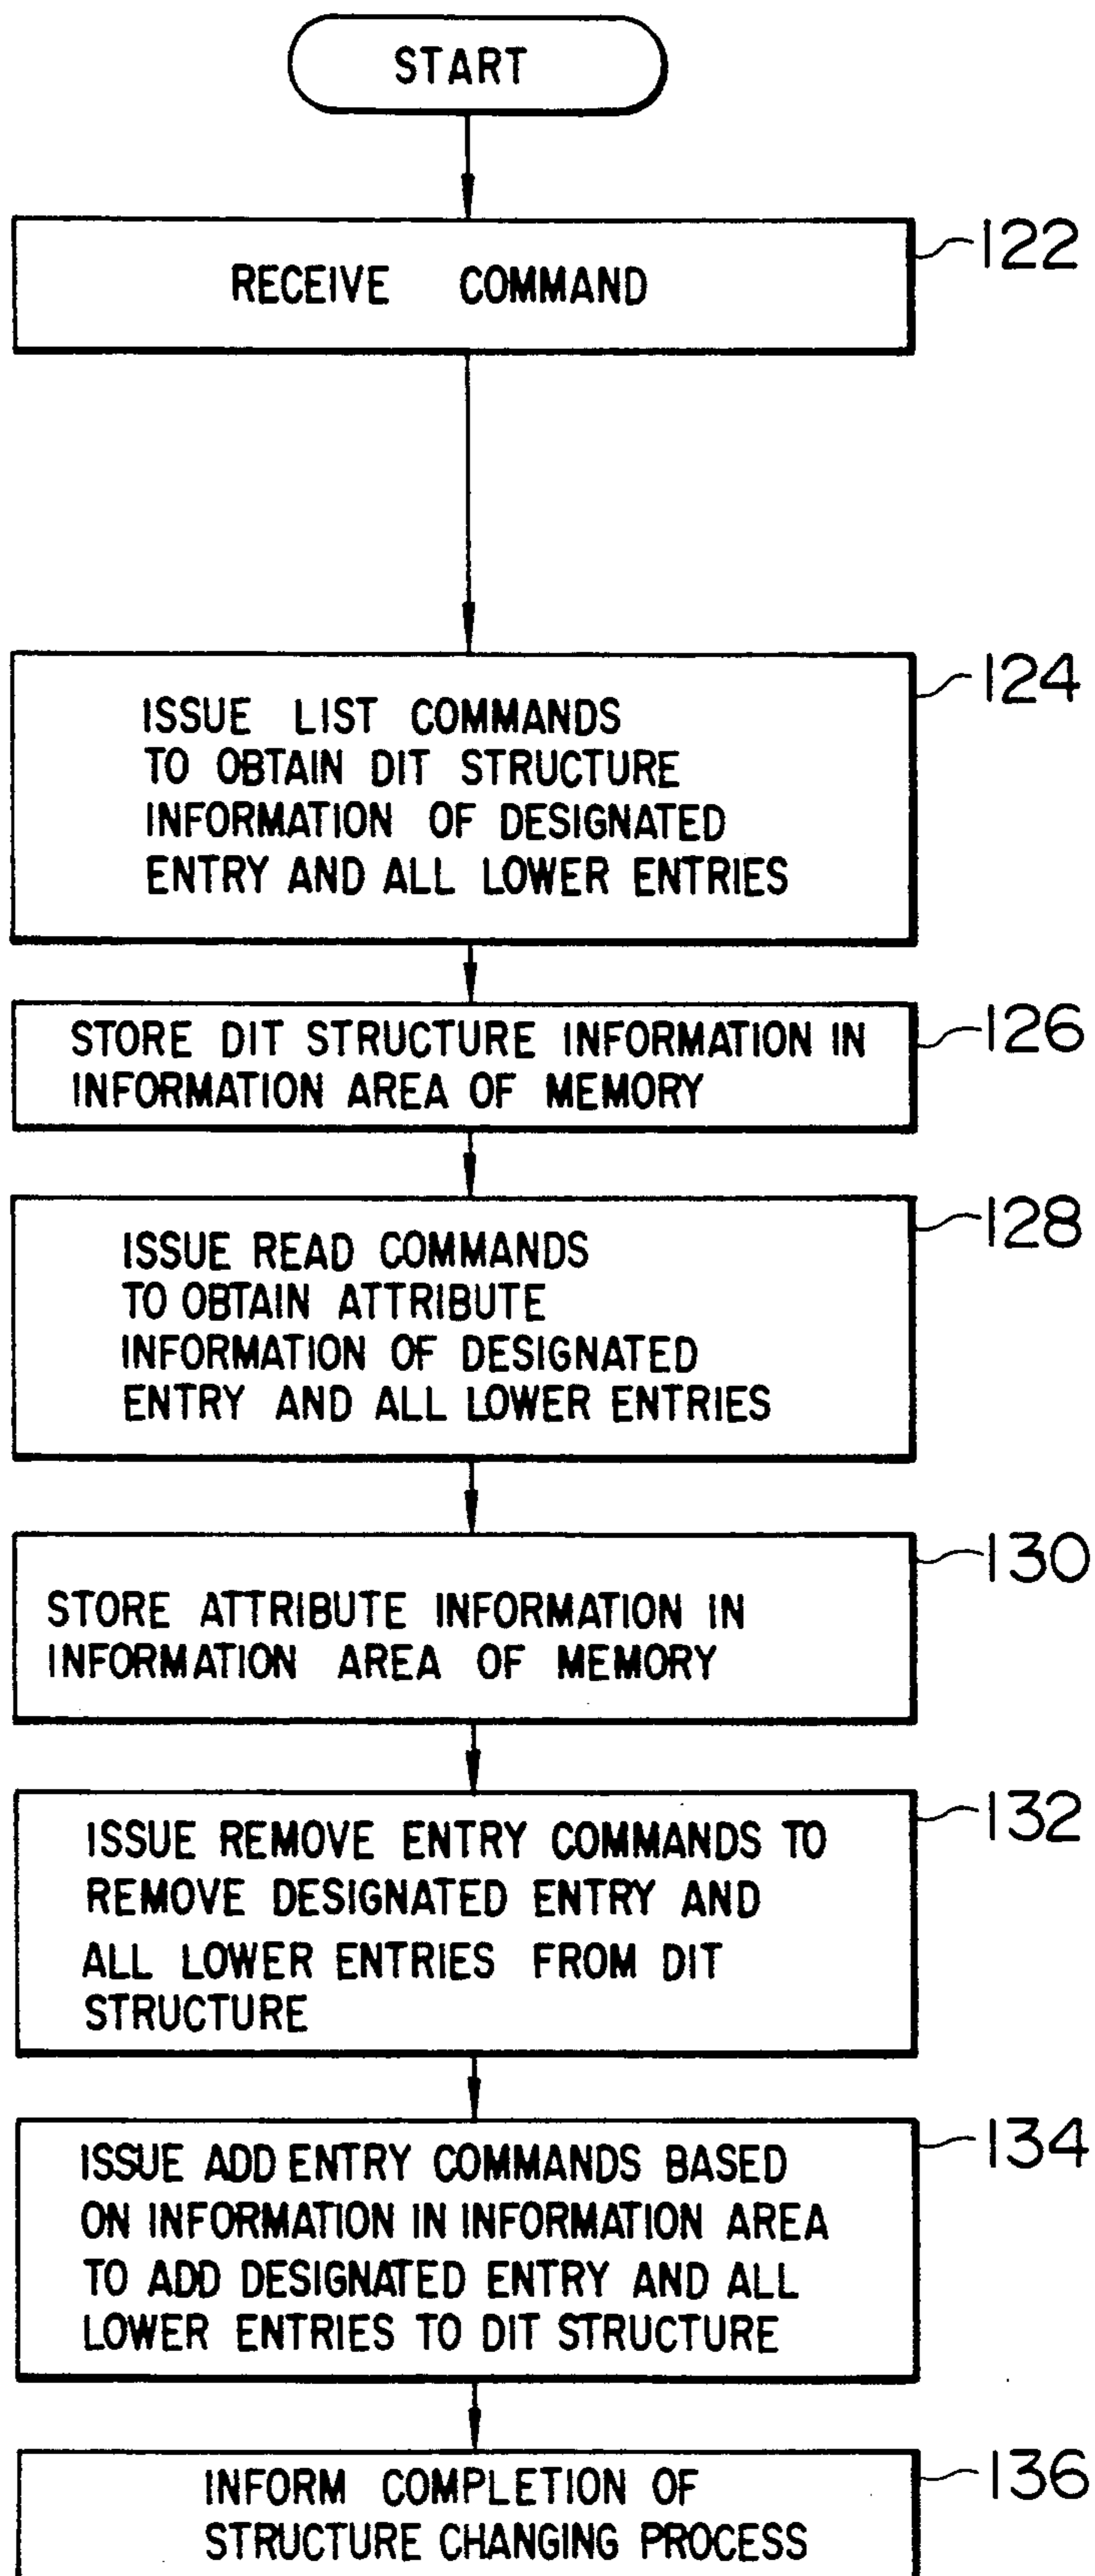 START
RECEIVE COMMAND
122
ISSUE LIST COMMANDS
TO OBTAIN DIT STRUCTURE
INFORMATION OF DESIGNATED
ENTRY AND ALL LOWER ENTRIES
124
STORE DIT STRUCTURE INFORMATION IN
INFORMATION AREA OF MEMORY
126
ISSUE READ COMMANDS
TO OBTAIN ATTRIBUTE
INFORMATION OF DESIGNATED
ENTRY AND ALL LOWER ENTRIES
128
STORE ATTRIBUTE INFORMATION IN
INFORMATION AREA OF MEMORY
130
ISSUE REMOVE ENTRY COMMANDS TO
REMOVE DESIGNATED ENTRY AND
ALL LOWER ENTRIES FROM DIT
STRUCTURE
132
ISSUE ADD ENTRY COMMANDS BASED
ON INFORMATION IN INFORMATION AREA
TO ADD DESIGNATED ENTRY AND ALL
LOWER ENTRIES TO DIT STRUCTURE
134
INFORM COMPLETION OF
STRUCTURE CHANGING PROCESS
136